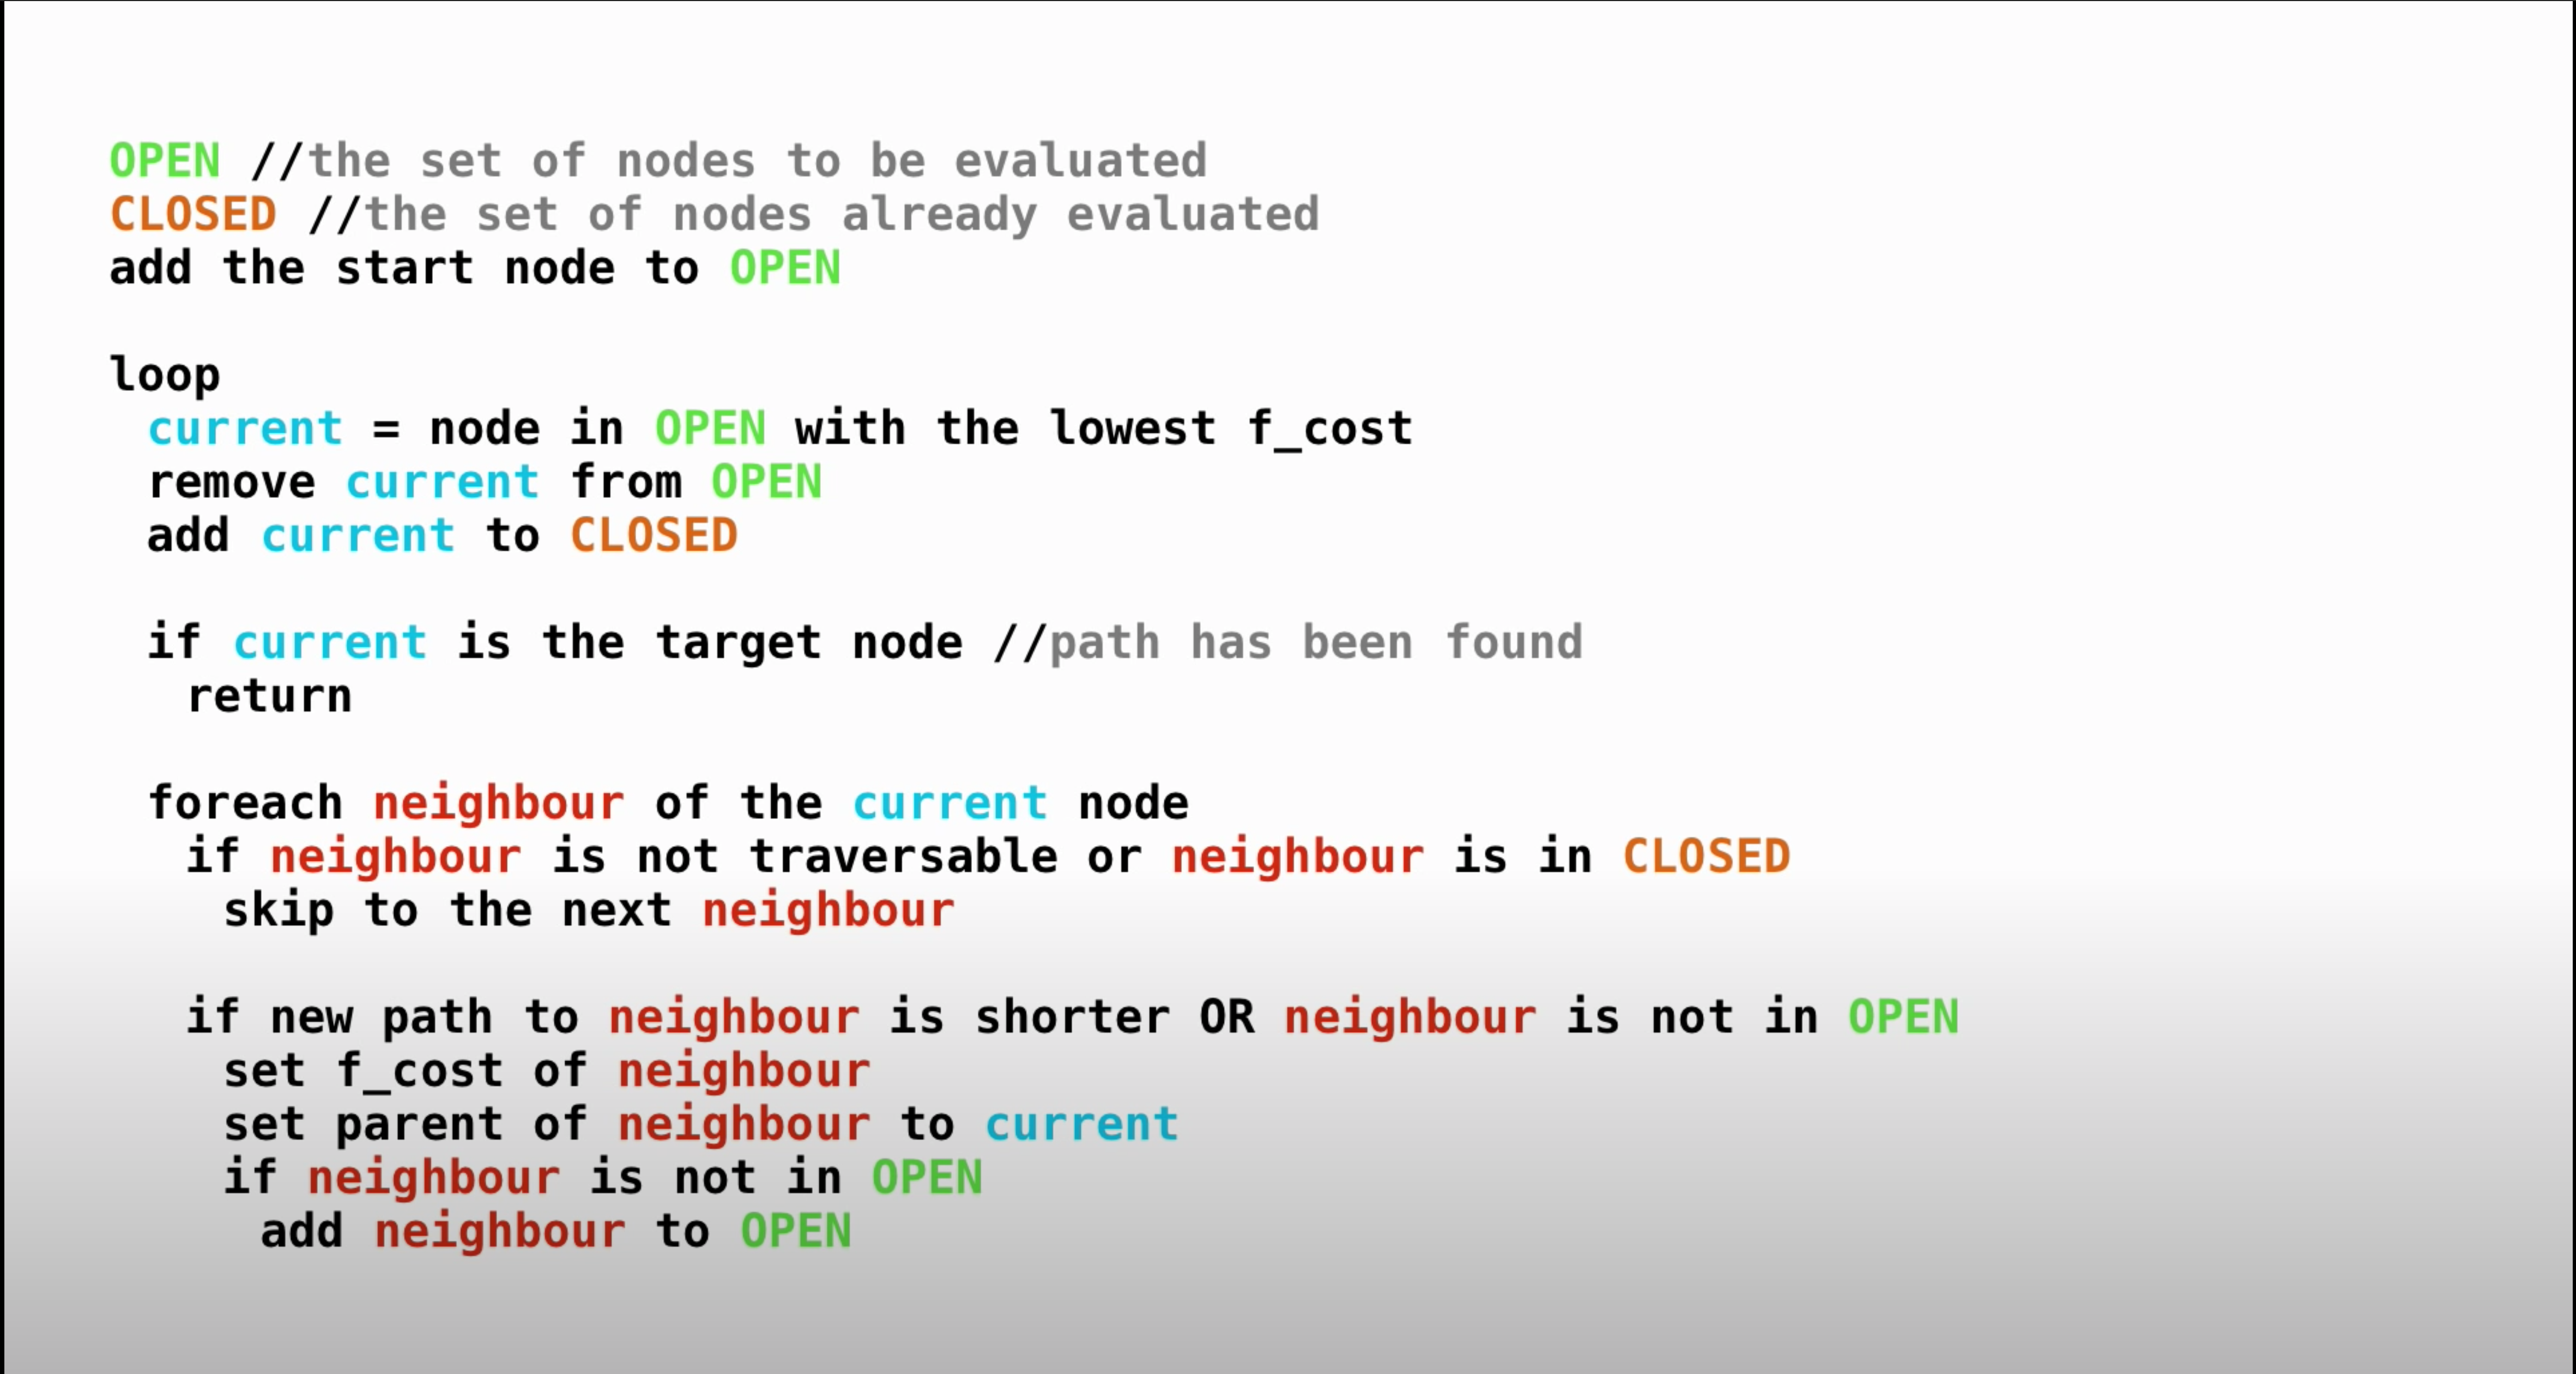 OPEN //the set of nodes to be evaluated
CLOSED //the set of nodes already evaluated
add the start node to OPEN
loop
current = node in OPEN with the lowest f_cost
remove current from OPEN
add current to CLOSED
if current is the target node //path has been found
return
foreach neighbour of the current node
if neighbour is not traversable or neighbour is in CLOSED
skip to the next neighbour
if new path to neighbour is shorter OR neighbour is not in OPEN
set f_cost of neighbour
set parent of neighbour to current
if neighbour is not in OPEN
add neighbour to OPEN